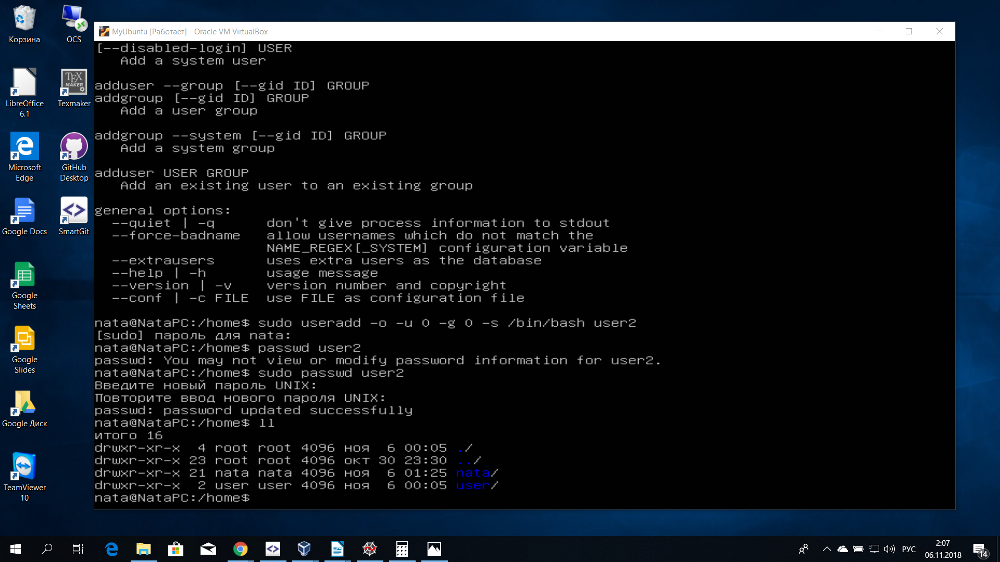 Корзина
OCS
LibreOffice
6.1
TEX
MAKER
Texmaker
Microsoft
Edge
GitHub
Desktop
Google Docs
SmartGit
Google
Sheets
Google
Slides
Google Диск
TeamViewer
10
MyUbuntu [Работает] - Oracle VM VirtualBox
[--disabled-login] USER
   Add a system user
adduser --group [--gid ID] GROUP
addgroup [--gid ID] GROUP
   Add a user group
addgroup --system [--gid ID] GROUP
   Add a system group
adduser USER GROUP
   Add an existing user to an existing group
general options:
  --quiet | -q      don't give process information to stdout
  --force-badname   allow usernames which do not match the
                    NAME_REGEX[_SYSTEM] configuration variable
  --extrausers      uses extra users as the database
  --help | -h       usage message
  --version | -v    version number and copyright
  --conf | -c FILE  use FILE as configuration file
nata@NataPC:/home$ sudo useradd -o -u 0 -g 0 -s /bin/bash user2
[sudo] пароль для nata:
nata@NataPC:/home$ passwd user2
passwd: You may not view or modify password information for user2.
nata@NataPC:/home$ sudo passwd user2
Введите новый пароль UNIX:
Повторите ввод нового пароля UNIX:
passwd: password updated successfully
nata@NataPC:/home$ ll
итого 16
drwxr-xr-x  4 root root 4096 ноя  6 00:05 ./
drwxr-xr-x 23 root root 4096 окт 30 23:30 ../
drwxr-xr-x 21 nata nata 4096 ноя  6 01:25 nata/
drwxr-xr-x  2 user user 4096 ноя  6 00:05 user/
nata@NataPC:/home$
РУС
2:07
06.11.2018
14